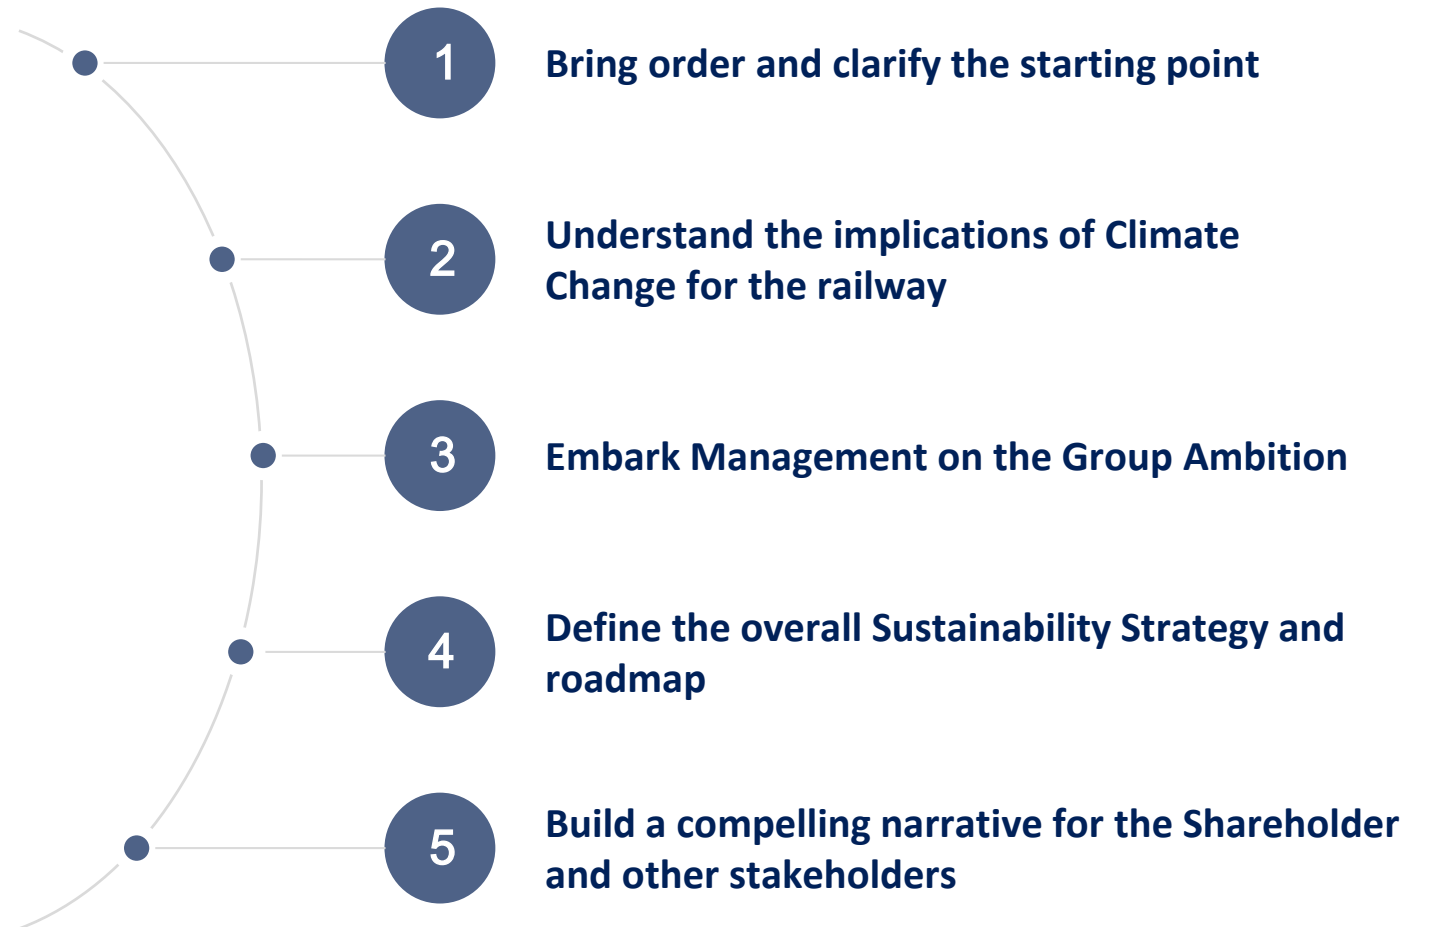 1
Bring order and clarify the starting point
2
Understand the implications of Climate
Change for the railway
3
Embark Management on the Group Ambition
4
Define the overall Sustainability Strategy and
roadmap
5
Build a compelling narrative for the Shareholder
and other stakeholders